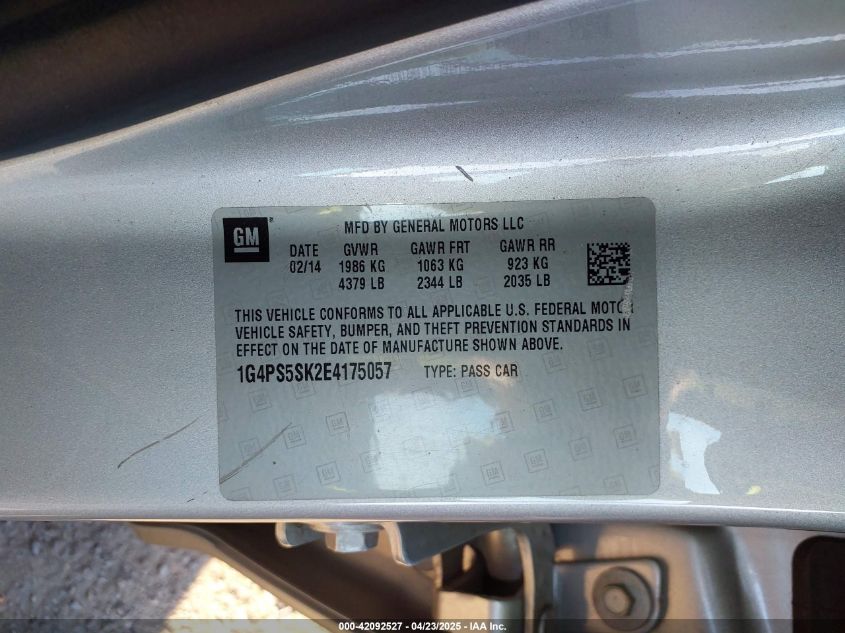 GM
MFD BY GENERAL MOTORS LLC
DATE GVWR GAWR FRT GAWR RR
02/14 1986 KG 1063 KG 923 KG
4379 LB 2344 LB 2035 LB
THIS VEHICLE CONFORMS TO ALL APPLICABLE U.S. FEDERAL MOTOR
VEHICLE SAFETY, BUMPER, AND THEFT PREVENTION STANDARDS IN
EFFECT ON THE DATE OF MANUFACTURE SHOWN ABOVE.
1G4PS5SK2E4175057 TYPE: PASS CAR
000-42092527 - 04/23/2025 - IAA Inc.